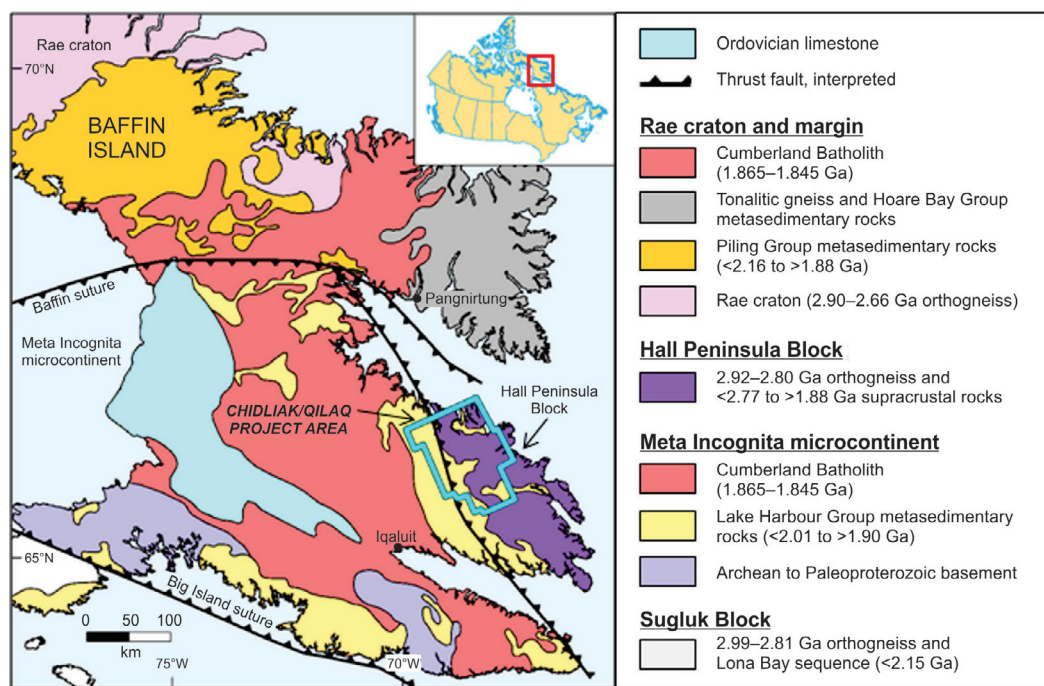 Rae craton
70°N
BAFFIN
ISLAND
Baffin suture
Pangnirtung
Meta Incognita
microcontinent
Hall Peninsula
Block
CHIDLIAK/QILAQ
PROJECT AREA
Iqaluit
65°N
Big Island suture
0 50 100
km
75°W
70°W
Ordovician limestone
Thrust fault, interpreted
Rae craton and margin
Cumberland Batholith
(1.865–1.845 Ga)
Tonalitic gneiss and Hoare Bay Group
metasedimentary rocks
Piling Group metasedimentary rocks
(<2.16 to >1.88 Ga)
Rae craton (2.90–2.66 Ga orthogneiss)
Hall Peninsula Block
2.92–2.80 Ga orthogneiss and
<2.77 to >1.88 Ga supracrustal rocks
Meta Incognita microcontinent
Cumberland Batholith
(1.865–1.845 Ga)
Lake Harbour Group metasedimentary
rocks (<2.01 to >1.90 Ga)
Archean to Paleoproterozoic basement
Sugluk Block
2.99–2.81 Ga orthogneiss and
Lona Bay sequence (<2.15 Ga)